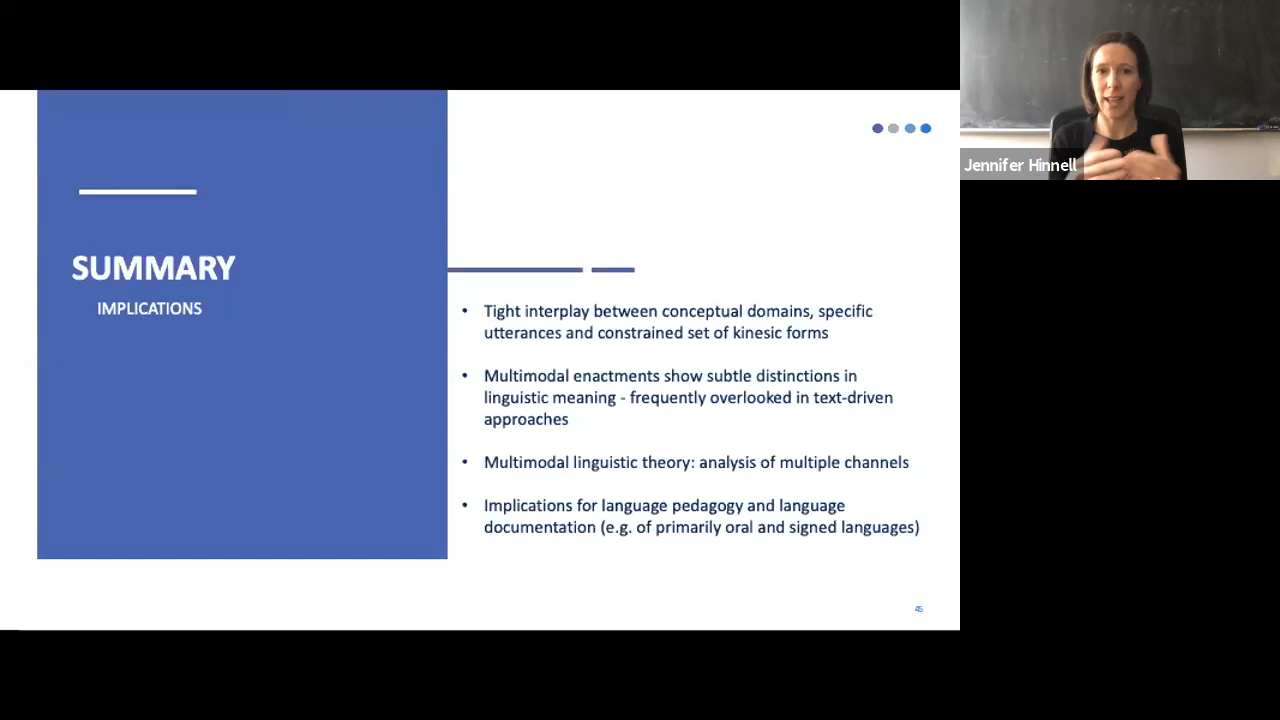 Jennifer Hinnell
SUMMARY
IMPLICATIONS
• Tight interplay between conceptual domains, specific
utterances and constrained set of kinesic forms
• Multimodal enactments show subtle distinctions in
linguistic meaning - frequently overlooked in text-driven
approaches
• Multimodal linguistic theory: analysis of multiple channels
• Implications for language pedagogy and language
documentation (e.g. of primarily oral and signed languages)